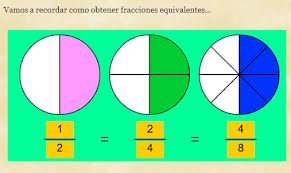 Vamos a recordar como obtener fracciones equivalentes...
1 2 4
= =
2 4 8